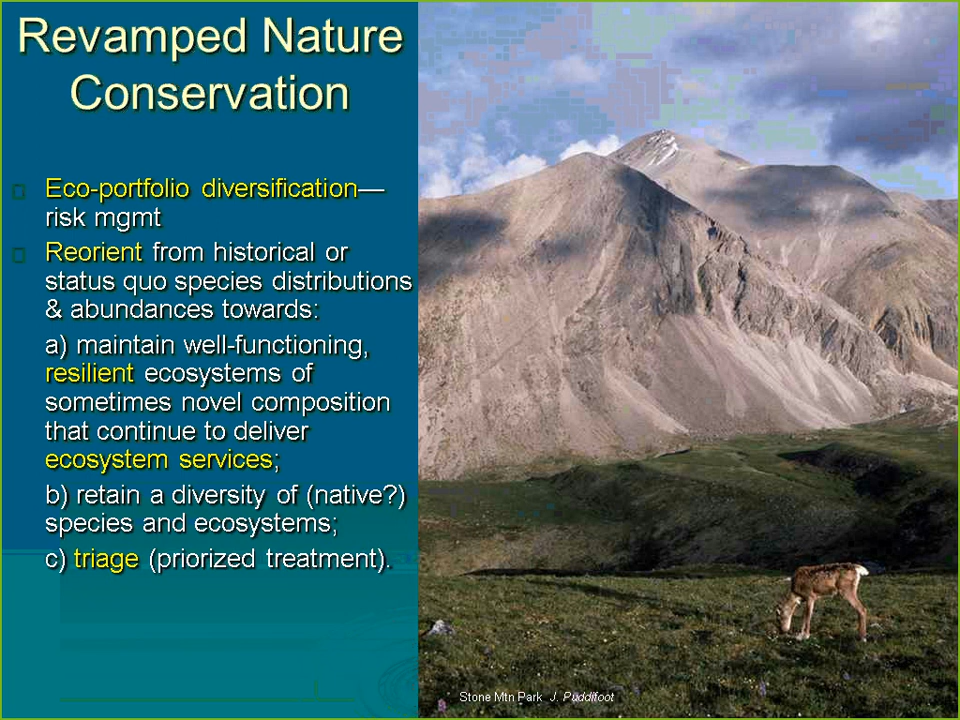 Revamped Nature
Conservation
Eco-portfolio diversification—
risk mgmt
Reorient from historical or
status quo species distributions
& abundances towards:
a) maintain well-functioning,
resilient ecosystems of
sometimes novel composition
that continue to deliver
ecosystem services;
b) retain a diversity of (native?)
species and ecosystems;
c) triage (priorized treatment).
Stone Mtn Park J. Puddifoot